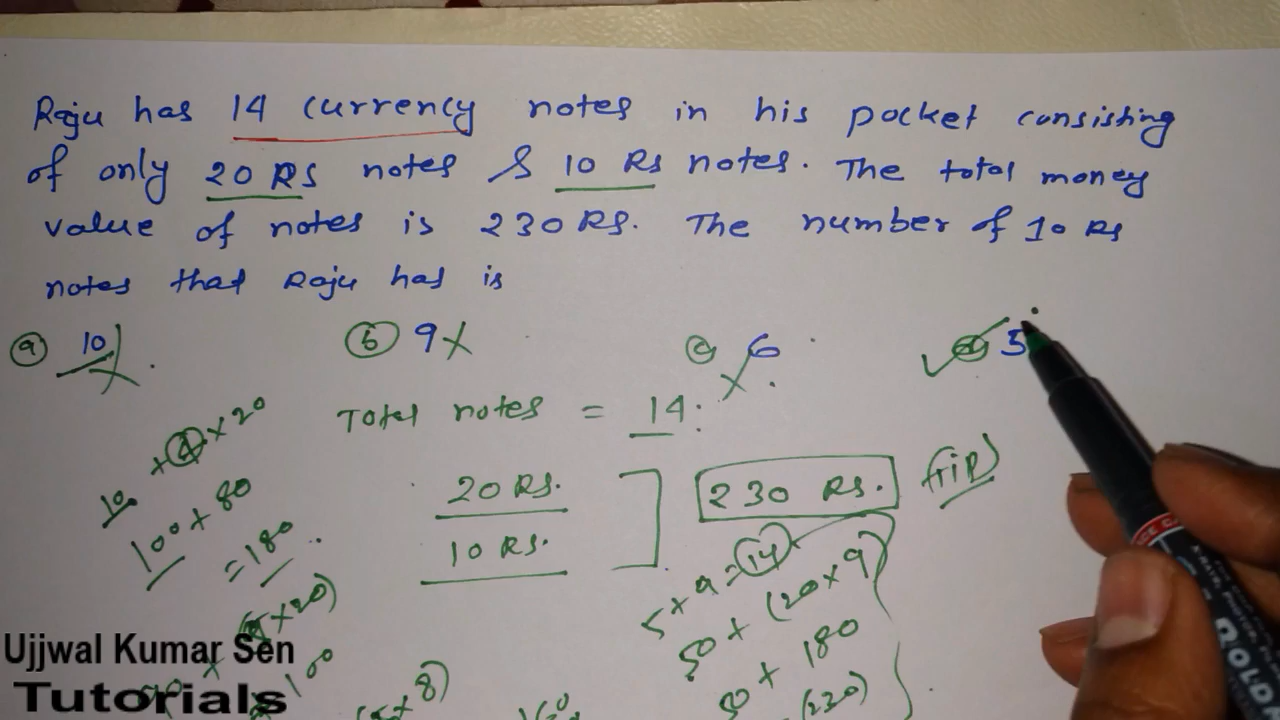 Raju has 14 currency notes in his pocket consisting
of only 20 RS notes & 10 Rs notes. The total money
value of notes is 230 RS. The number of 10 Rs
notes that Raju has is
(a) 10
(b) 9
(c) 6
(d) 5
Total notes = 14
10 + 4 × 20
100 + 80
= 180
20 RS.
10 RS.
230 RS.
5 + 9 = 14
50 + (20 × 9)
50 + 180
(230)
Ujjwal Kumar Sen
Tutorials
ROLD